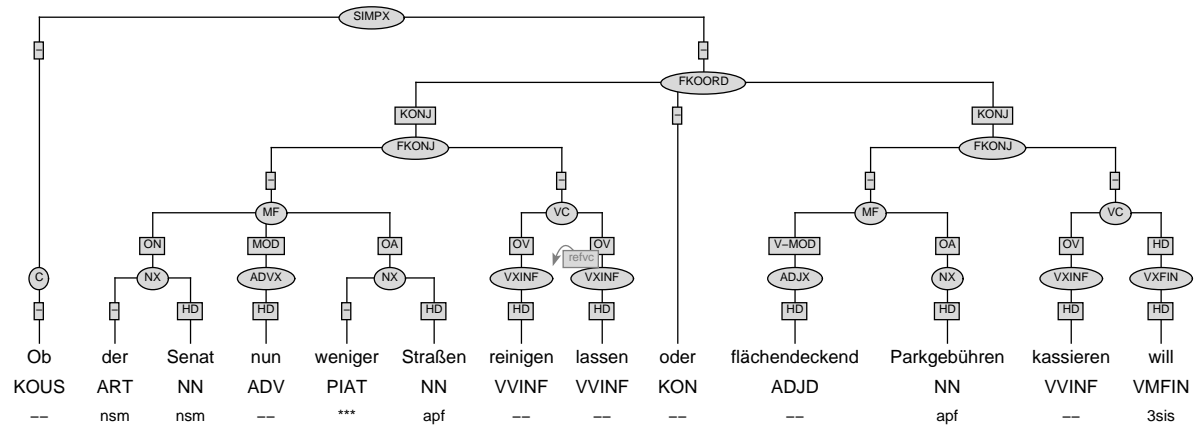 SIMPX
– –
FKOORD
KONJ – KONJ
FKONJ FKONJ
– – – –
MF VC MF VC
ON MOD OA OV refvc OV V–MOD OA OV HD
C NX ADVX NX VXINF VXINF ADJX NX VXINF VXFIN
– – HD HD – HD HD HD HD HD HD HD
Ob der Senat nun weniger Straßen reinigen lassen oder flächendeckend Parkgebühren kassieren will
KOUS ART NN ADV PIAT NN VVINF VVINF KON ADJD NN VVINF VMFIN
–– nsm nsm –– *** apf –– –– –– –– apf –– 3sis